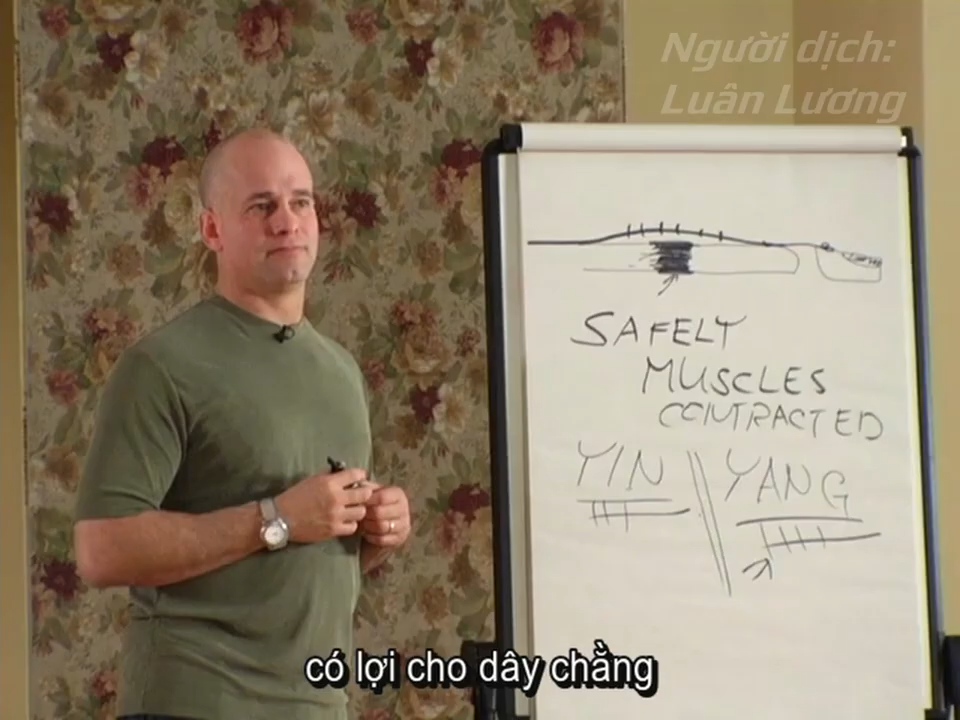 Người dịch:
Luân Lương
SAFELY
MUSCLES
CONTRACTED
YIN YANG
có lợi cho dây chằng